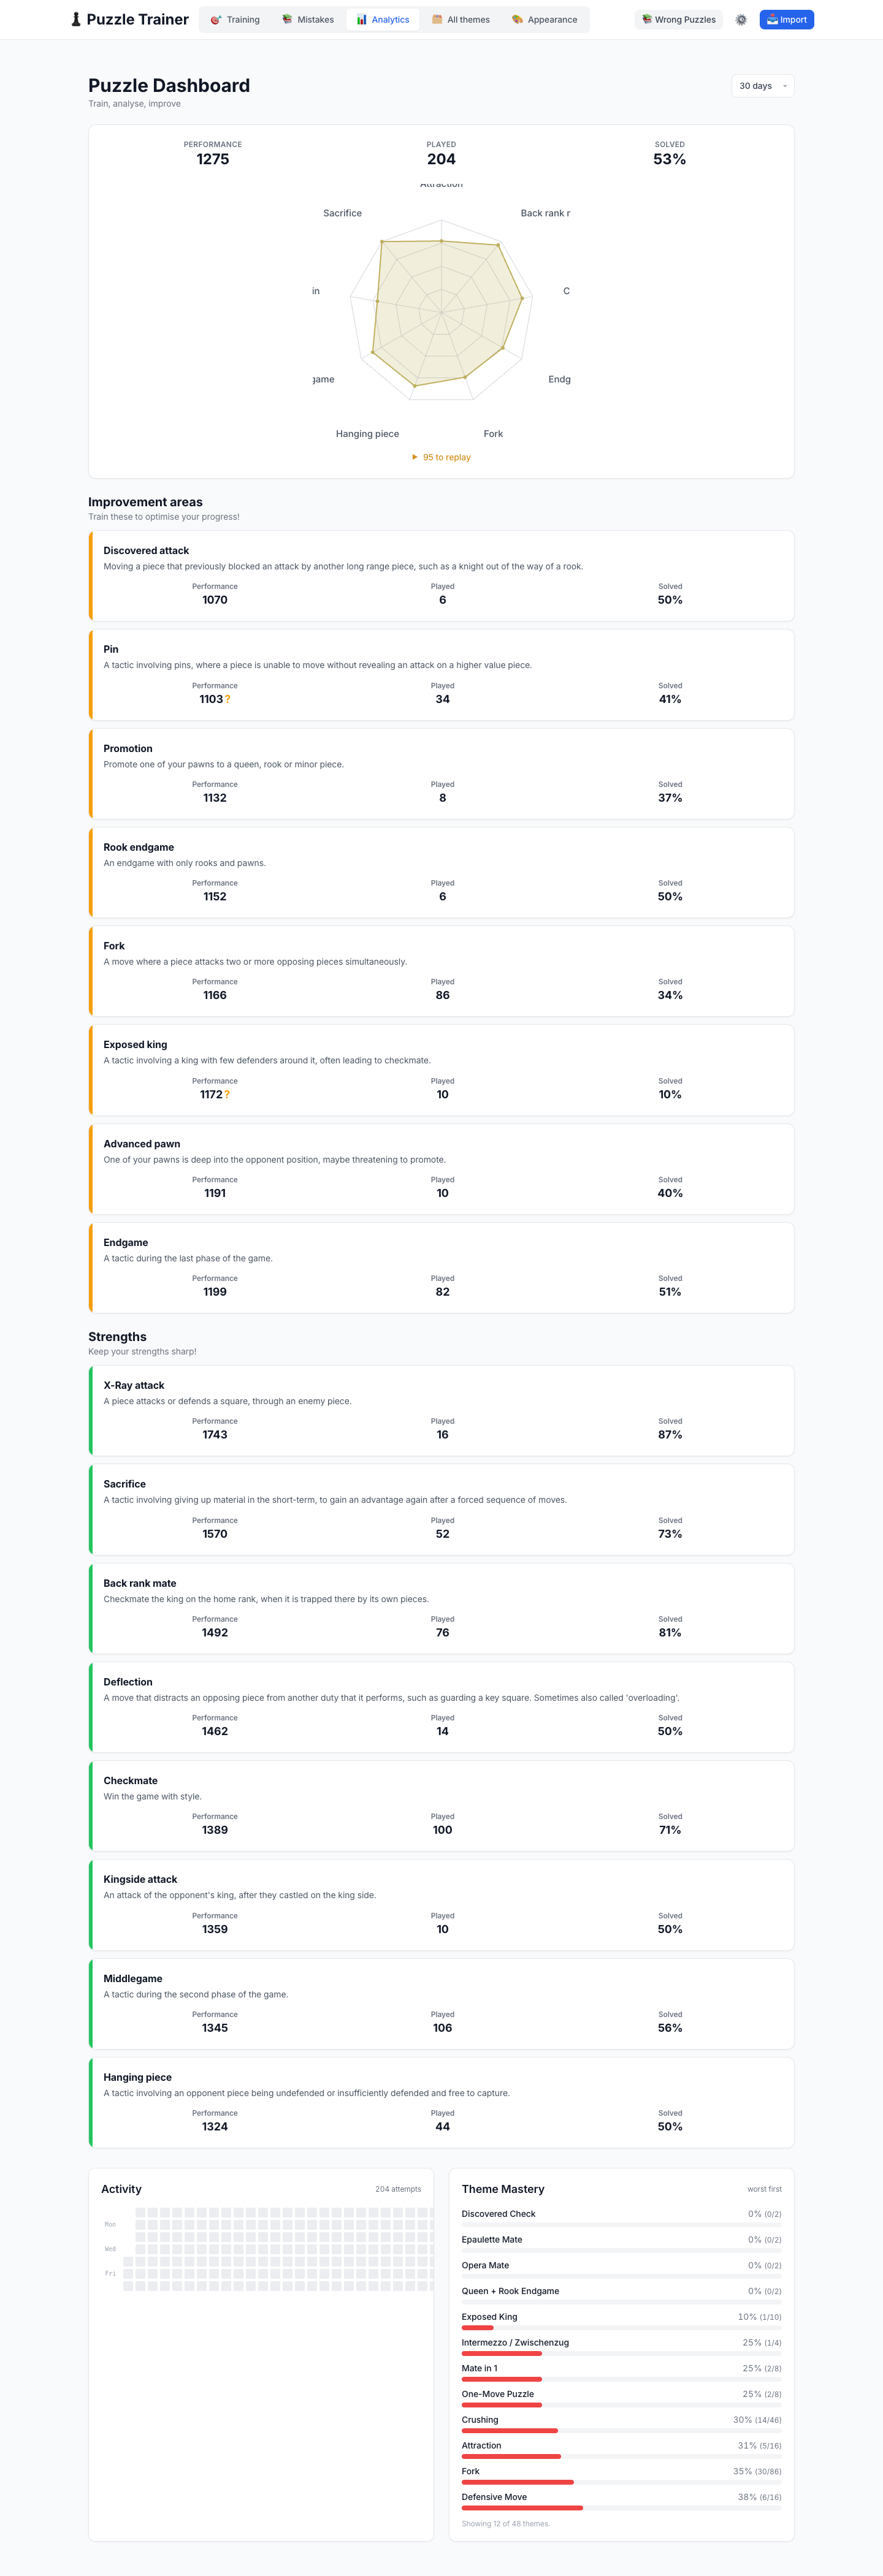 Puzzle Trainer
Training
Mistakes
Analytics
All themes
Appearance
Wrong Puzzles
Import
Puzzle Dashboard
Train, analyse, improve
30 days
PERFORMANCE
1275
PLAYED
204
SOLVED
53%
Attraction
Sacrifice
Back rank
in
C
game
Endg
Hanging piece
Fork
95 to replay
Improvement areas
Train these to optimise your progress!
Discovered attack
Moving a piece that previously blocked an attack by another long range piece, such as a knight out of the way of a rook.
Performance Played Solved
1070 6 50%
Pin
A tactic involving pins, where a piece is unable to move without revealing an attack on a higher value piece.
Performance Played Solved
1103? 34 41%
Promotion
Promote one of your pawns to a queen, rook or minor piece.
Performance Played Solved
1132 8 37%
Rook endgame
An endgame with only rooks and pawns.
Performance Played Solved
1152 6 50%
Fork
A move where a piece attacks two or more opposing pieces simultaneously.
Performance Played Solved
1166 86 34%
Exposed king
A tactic involving a king with few defenders around it, often leading to checkmate.
Performance Played Solved
1172? 10 10%
Advanced pawn
One of your pawns is deep into the opponent position, maybe threatening to promote.
Performance Played Solved
1191 10 40%
Endgame
A tactic during the last phase of the game.
Performance Played Solved
1199 82 51%
Strengths
Keep your strengths sharp!
X-Ray attack
A piece attacks or defends a square, through an enemy piece.
Performance Played Solved
1743 16 87%
Sacrifice
A tactic involving giving up material in the short-term, to gain an advantage again after a forced sequence of moves.
Performance Played Solved
1570 52 73%
Back rank mate
Checkmate the king on the home rank, when it is trapped there by its own pieces.
Performance Played Solved
1492 76 81%
Deflection
A move that distracts an opposing piece from another duty that it performs, such as guarding a key square. Sometimes also called 'overloading'.
Performance Played Solved
1462 14 50%
Checkmate
Win the game with style.
Performance Played Solved
1389 100 71%
Kingside attack
An attack of the opponent's king, after they castled on the king side.
Performance Played Solved
1359 10 50%
Middlegame
A tactic during the second phase of the game.
Performance Played Solved
1345 106 56%
Hanging piece
A tactic involving an opponent piece being undefended or insufficiently defended and free to capture.
Performance Played Solved
1324 44 50%
Activity
204 attempts
Mon
Wed
Fri
Theme Mastery
worst first
Discovered Check 0% (0/2)
Epaulette Mate 0% (0/2)
Opera Mate 0% (0/2)
Queen + Rook Endgame 0% (0/2)
Exposed King 10% (1/10)
Intermezzo / Zwischenzug 25% (1/4)
Mate in 1 25% (2/8)
One-Move Puzzle 25% (2/8)
Crushing 30% (14/46)
Attraction 31% (5/16)
Fork 35% (30/86)
Defensive Move 38% (6/16)
Showing 12 of 48 themes.